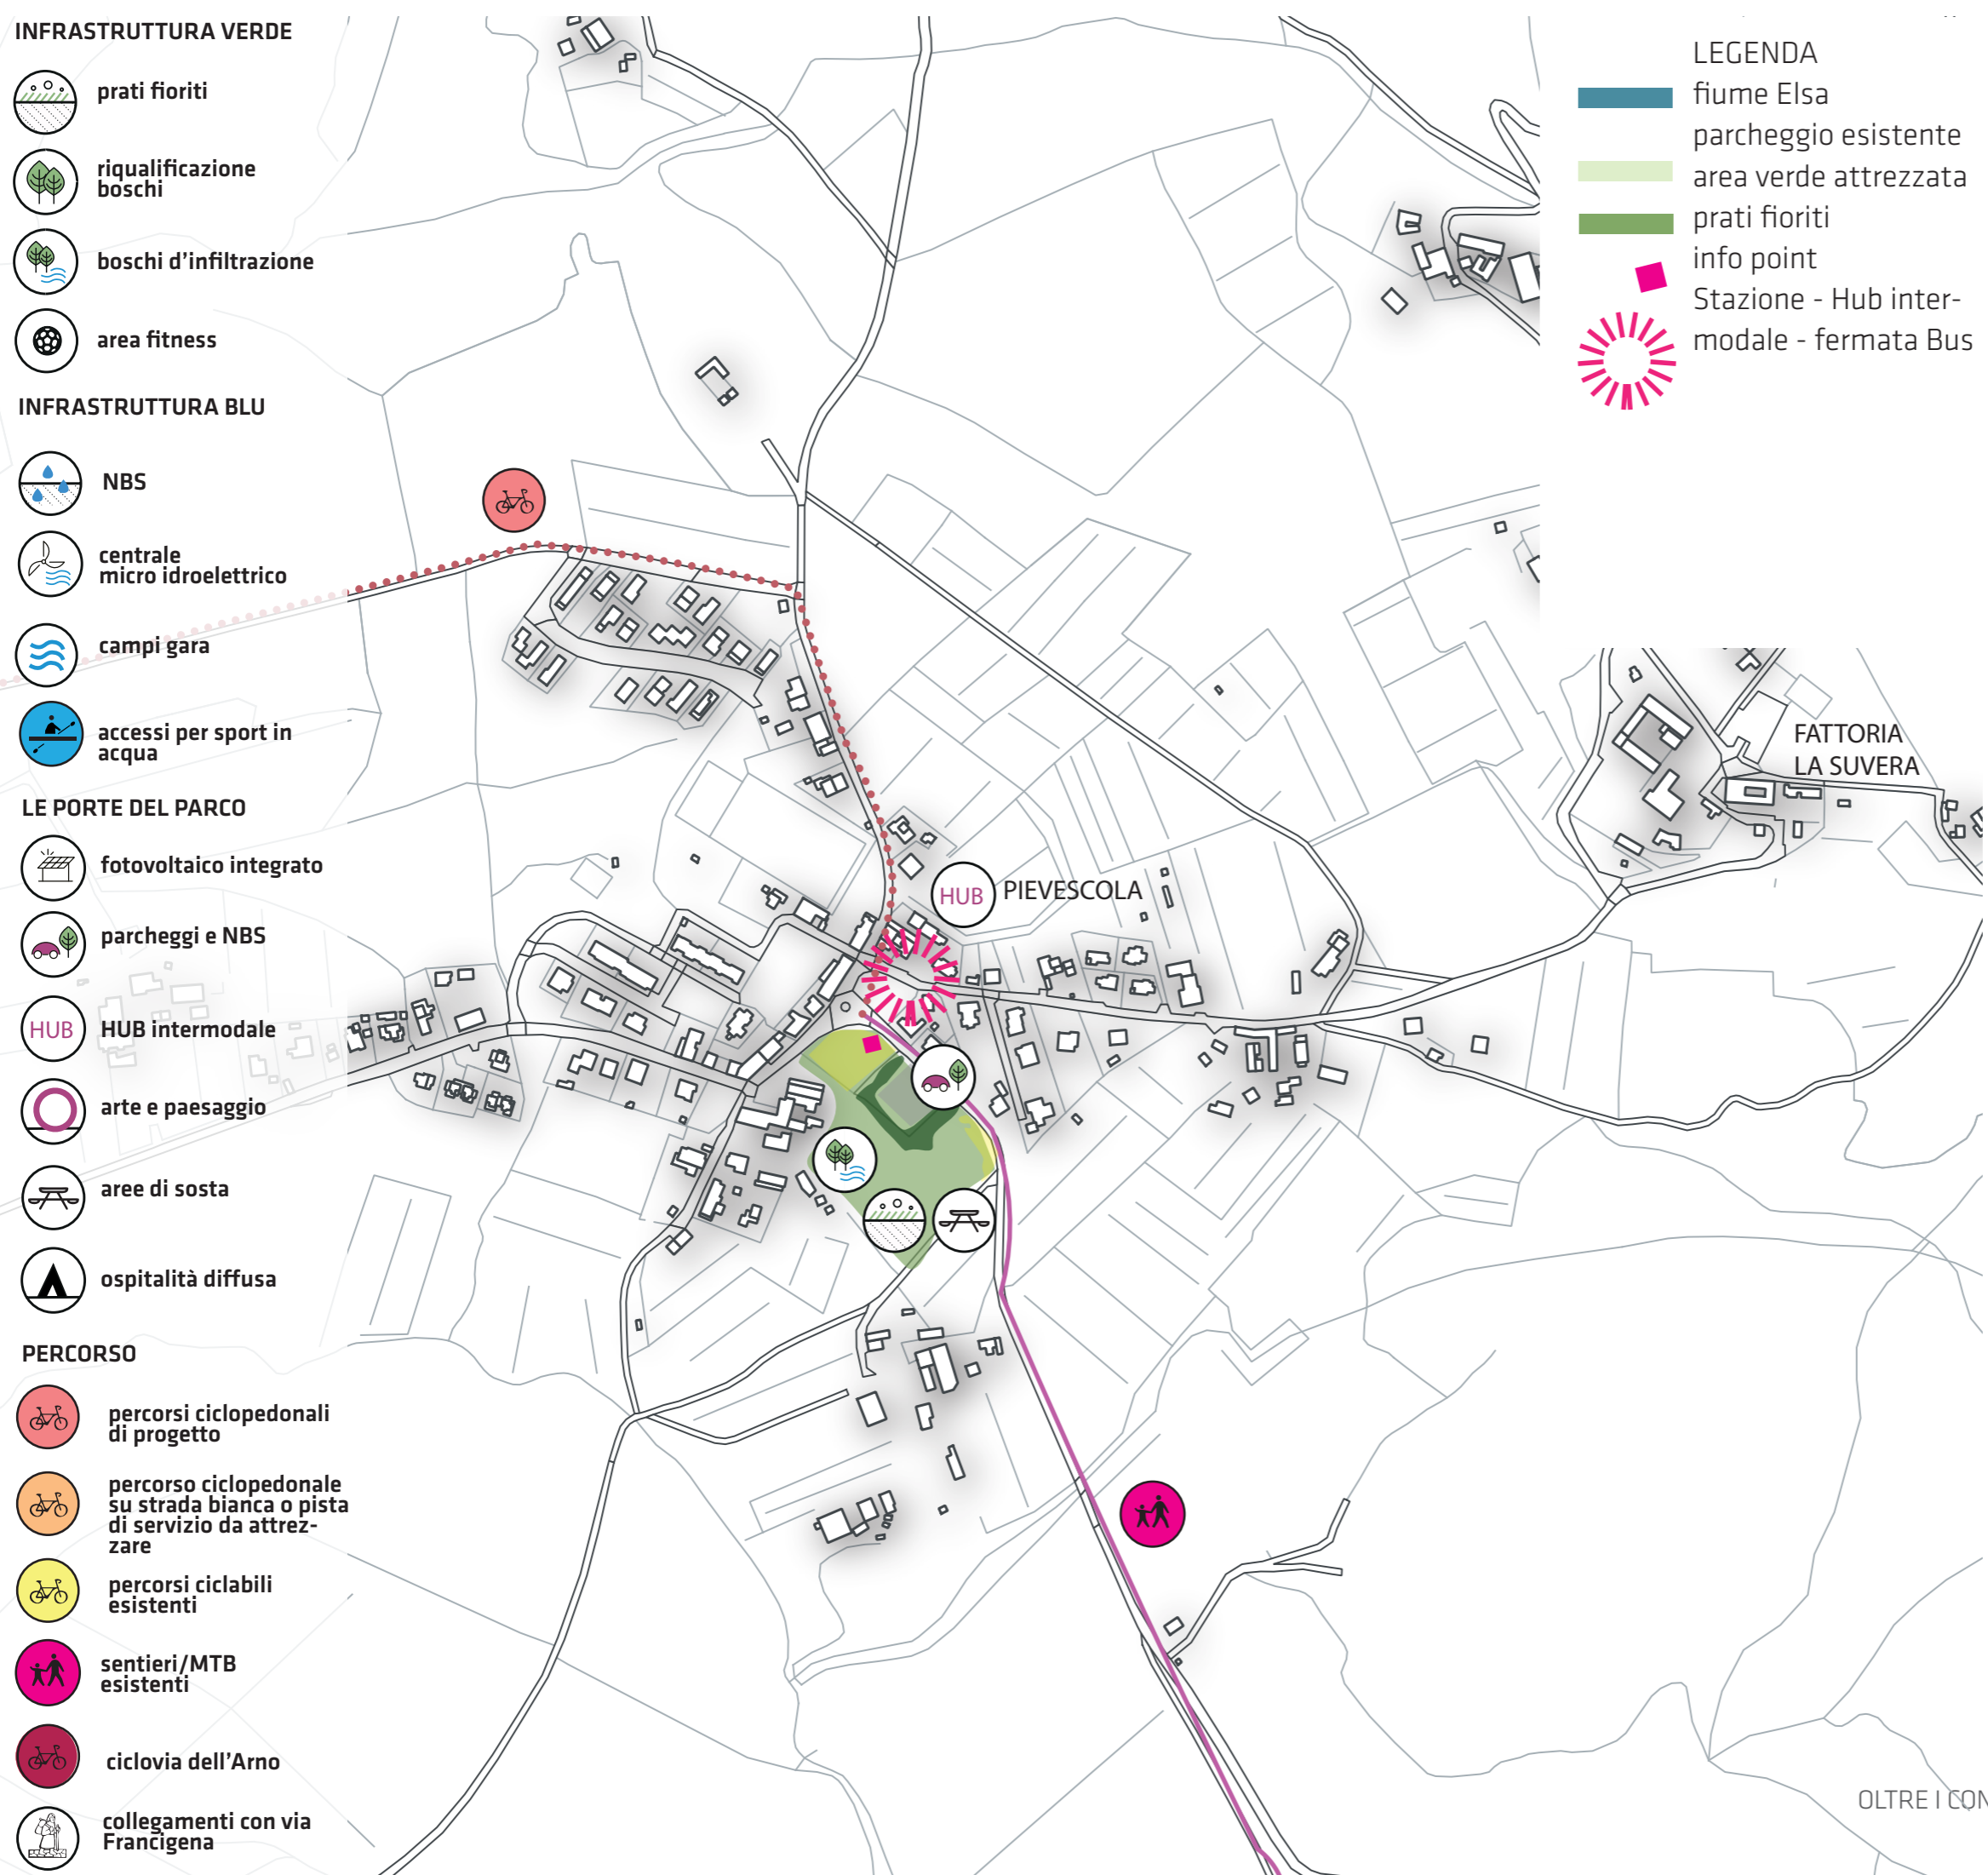 INFRASTRUTTURA VERDE
prati fioriti
riqualificazione
boschi
boschi d'infiltrazione
area fitness
INFRASTRUTTURA BLU
NBS
centrale
micro idroelettrico
campi gara
accessi per sport in
acqua
LE PORTE DEL PARCO
fotovoltaico integrato
parcheggi e NBS
HUB
HUB intermodale
arte e paesaggio
aree di sosta
ospitalità diffusa
PERCORSO
percorsi ciclopedonali
di progetto
percorso ciclopedonale
su strada bianca o pista
di servizio da attrez-
zare
percorsi ciclabili
esistenti
sentieri/MTB
esistenti
ciclovia dell'Arno
collegamenti con via
Francigena
HUB
PIEVESCOLA
LEGENDA
fiume Elsa
parcheggio esistente
area verde attrezzata
prati fioriti
info point
Stazione - Hub inter-
modale - fermata Bus
FATTORIA
LA SUVERA
OLTRE I CON